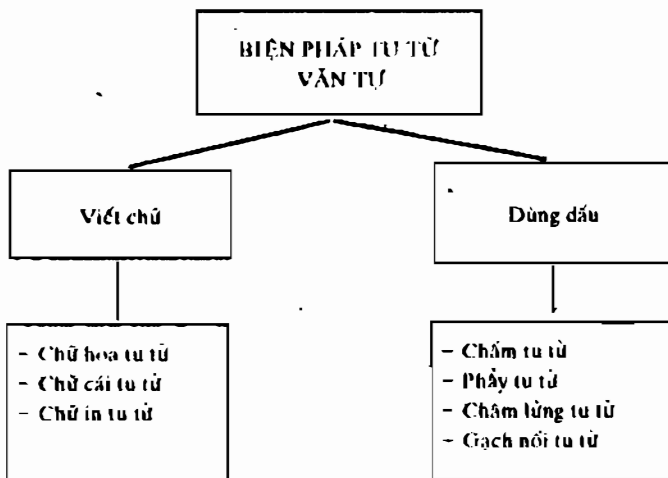 BIỆN PHÁP TU TỪ
VĂN TỰ
Viết chữ
Dùng dấu
- Chữ hoa tu từ
- Chữ cái tu từ
- Chữ in tu từ
- Chấm tu từ
- Phẩy tu từ
- Chấm lửng tu từ
- Gạch nối tu từ